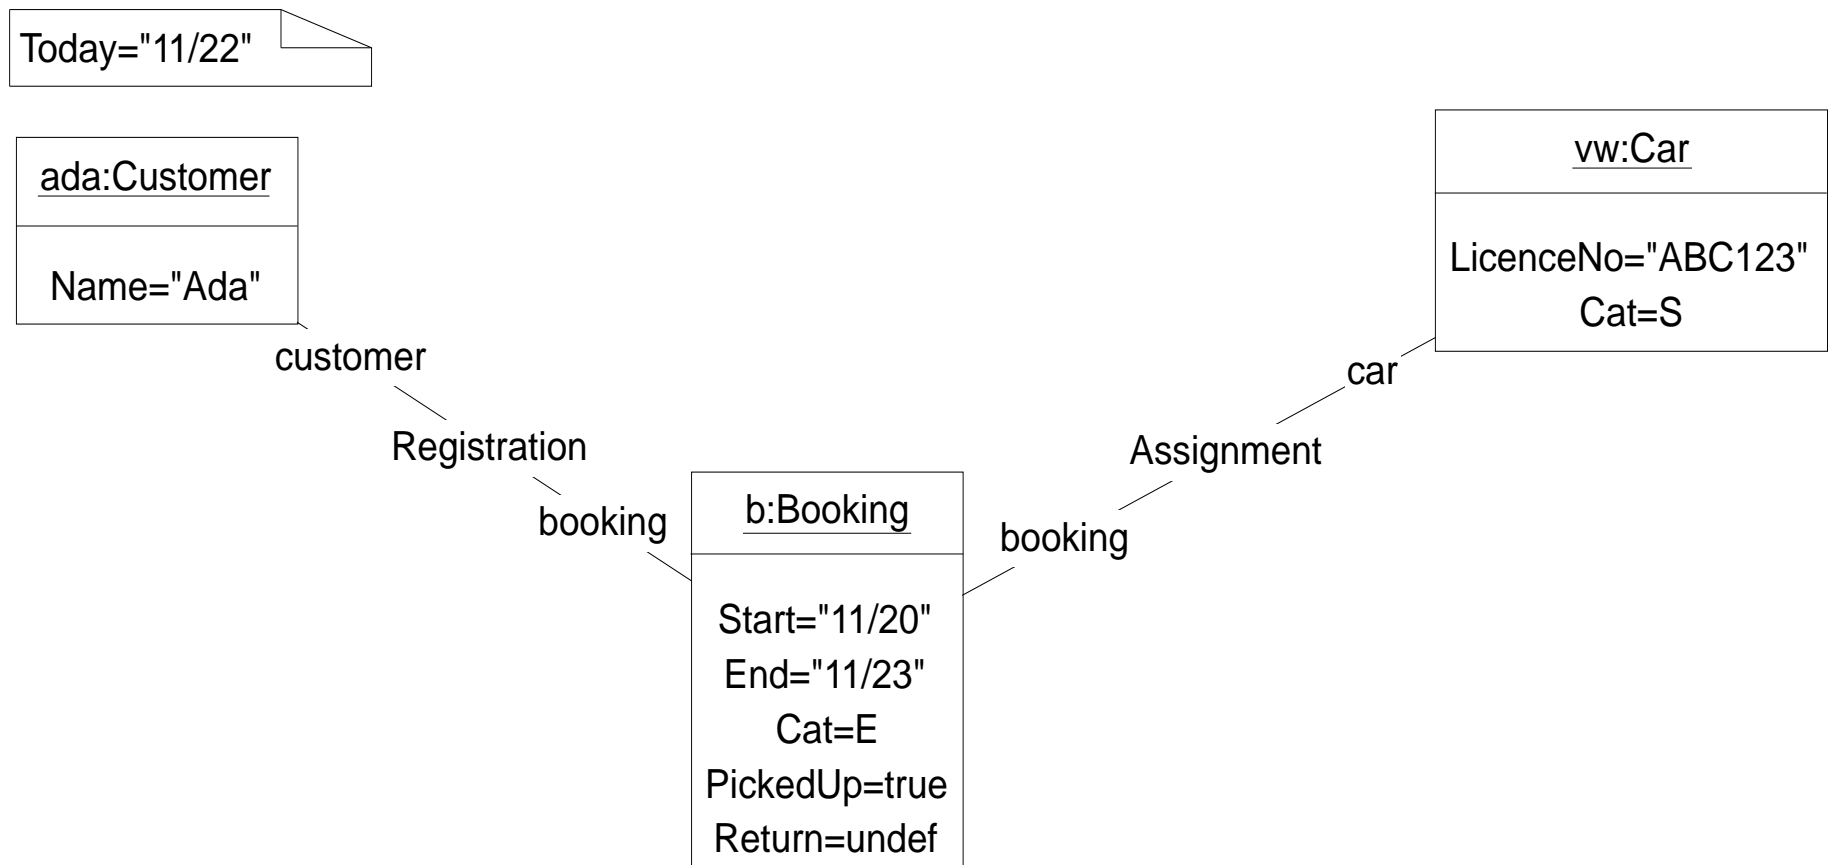 Today="11/22"
ada:Customer
Name="Ada"
vw:Car
LicenceNo="ABC123"
Cat=S
customer
Registration
booking
car
Assignment
booking
b:Booking
Start="11/20"
End="11/23"
Cat=E
PickedUp=true
Return=undef